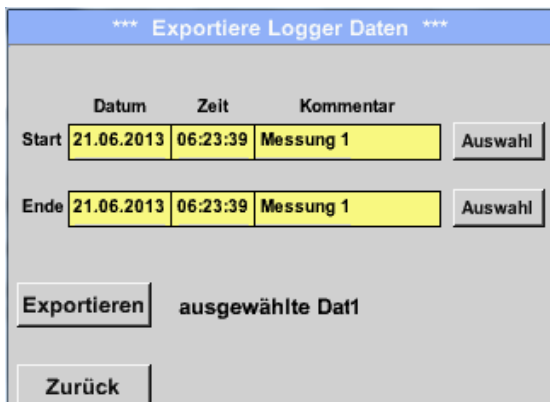 *** Exportiere Logger Daten ***
Datum Zeit Kommentar
Start 21.06.2013 06:23:39 Messung 1 Auswahl
Ende 21.06.2013 06:23:39 Messung 1 Auswahl
Exportieren ausgewählte Dat1
Zurück